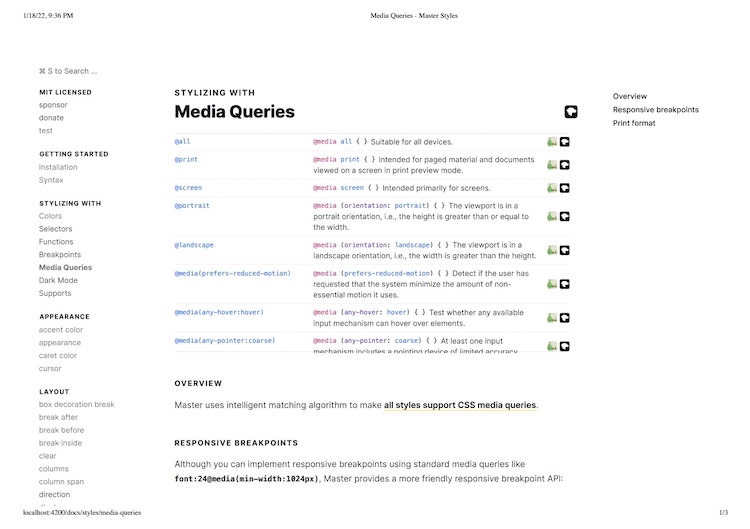 1/18/22, 9:36 PM
Media Queries - Master Styles
⌘ S to Search ...
MIT LICENSED
sponsor
donate
test
GETTING STARTED
Installation
Syntax
STYLIZING WITH
Colors
Selectors
Functions
Breakpoints
Media Queries
Dark Mode
Supports
APPEARANCE
accent color
appearance
caret color
cursor
LAYOUT
box decoration break
break after
break before
break inside
clear
columns
column span
direction
STYLIZING WITH
Media Queries
@all
@media all { } Suitable for all devices.
@print
@media print { } Intended for paged material and documents
viewed on a screen in print preview mode.
@screen
@media screen { } Intended primarily for screens.
@portrait
@media (orientation: portrait) { } The viewport is in a
portrait orientation, i.e., the height is greater than or equal to
the width.
@landscape
@media (orientation: landscape) { } The viewport is in a
landscape orientation, i.e., the width is greater than the height.
@media(prefers-reduced-motion)
@media (prefers-reduced-motion) { } Detect if the user has
requested that the system minimize the amount of non-
essential motion it uses.
@media(any-hover:hover)
@media (any-hover: hover) { } Test whether any available
input mechanism can hover over elements.
@media(any-pointer:coarse)
@media (any-pointer: coarse) { } At least one input
mechanism includes a pointing device of limited accuracy
OVERVIEW
Master uses intelligent matching algorithm to make all styles support CSS media queries.
RESPONSIVE BREAKPOINTS
Although you can implement responsive breakpoints using standard media queries like
font:24@media(min-width:1024px), Master provides a more friendly responsive breakpoint API:
Overview
Responsive breakpoints
Print format
localhost:4200/docs/styles/media-queries
1/3